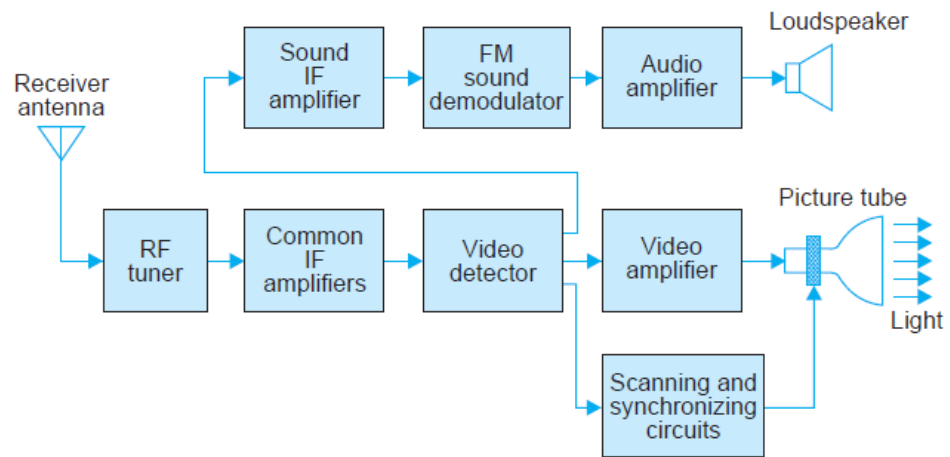 Loudspeaker
Sound
IF
amplifier
FM
sound
demodulator
Audio
amplifier
Receiver
antenna
Picture tube
RF
tuner
Common
IF
amplifiers
Video
detector
Video
amplifier
Light
Scanning and
synchronizing
circuits